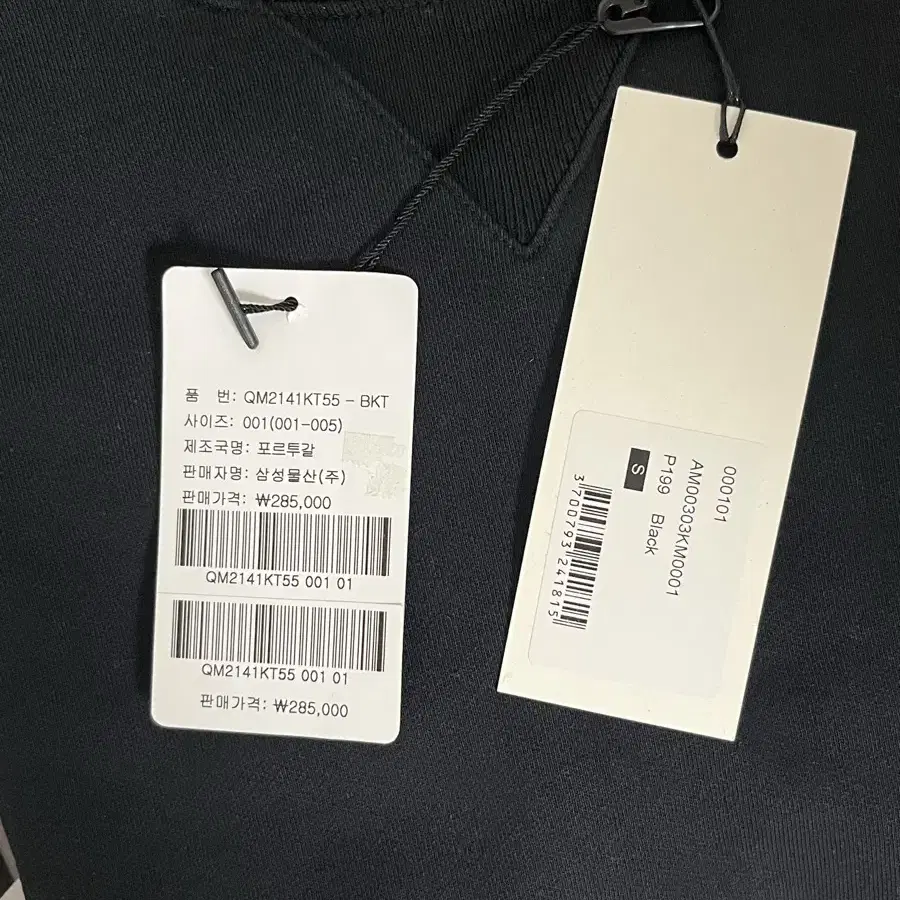 품 번: QM2141KT55 - BKT
사이즈: 001(001-005)
제조국명: 포르투갈
판매자명: 삼성물산(주)
판매가격: ₩285,000
QM2141KT55 001 01
QM2141KT55 001 01
판매가격: ₩285,000
000101
AM00303KM0001
P199 Black
S
3700793241815